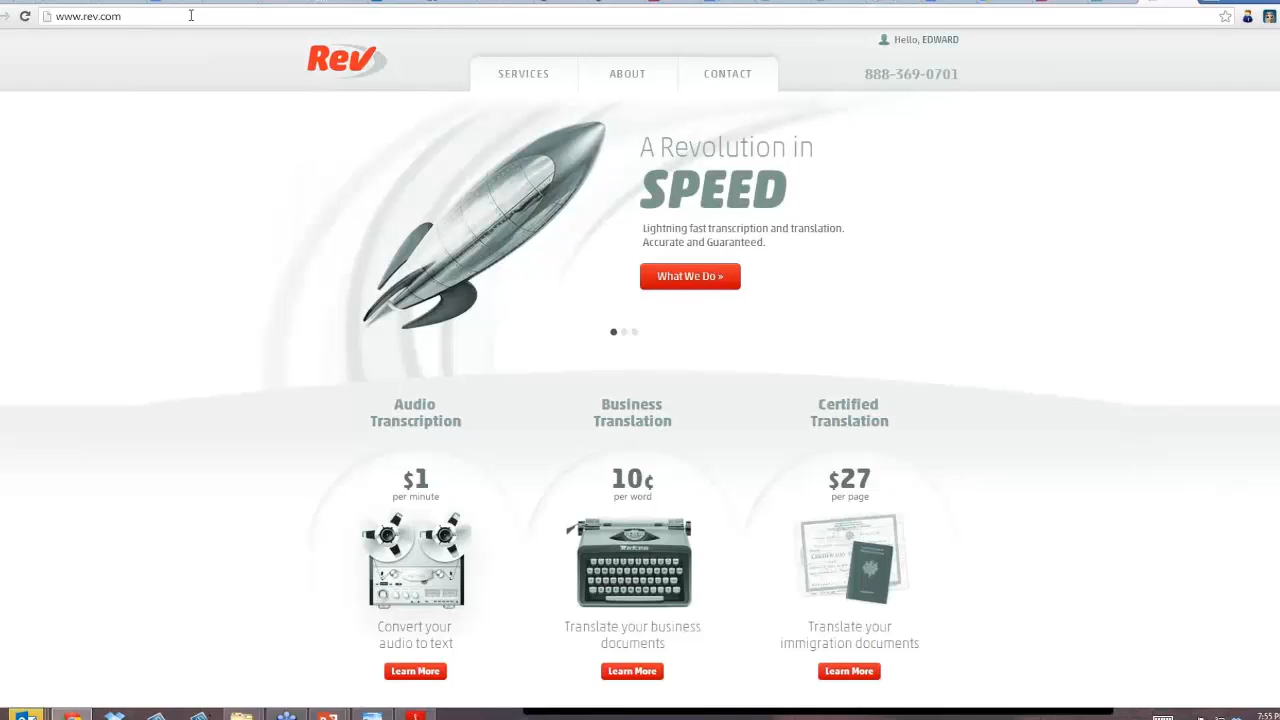 www.rev.com
Hello, EDWARD
Rev
SERVICES
ABOUT
CONTACT
888-369-0701
A Revolution in
SPEED
Lightning fast transcription and translation.
Accurate and Guaranteed.
What We Do »
Audio
Transcription
Business
Translation
Certified
Translation
$1
per minute
10¢
per word
$27
per page
Convert your
audio to text
Translate your business
documents
Translate your
immigration documents
Learn More
Learn More
Learn More
7:55 P